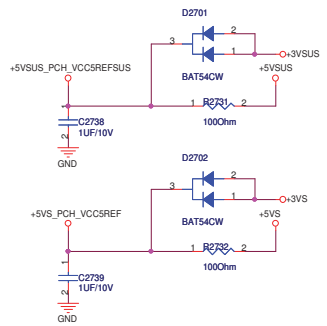 D2701
2
3
1
+3VSUS
+5VSUS_PCH_VCC5REFSUS
BAT54CW
+5VSUS
1 R2731 2
1
C2738
1UF/10V
100Ohm
2
GND
D2702
2
3
1
+3VS
+5VS_PCH_VCC5REF
BAT54CW
+5VS
1 R2732 2
1
C2739
1UF/10V
100Ohm
2
GND